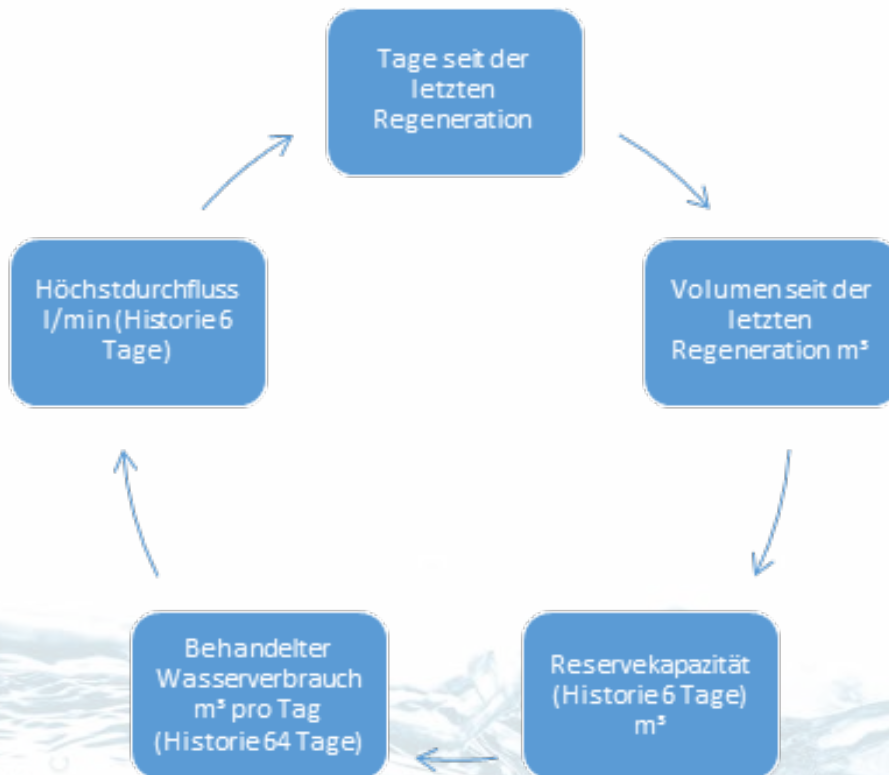 Tage seit der
letzten
Regeneration
Volumen seit der
letzten
Regeneration m³
Reservekapazität
(Historie 6 Tage)
m³
Behandelter
Wasserverbrauch
m³ pro Tag
(Historie 64 Tage)
Höchstdurchfluss
l/min (Historie 6
Tage)